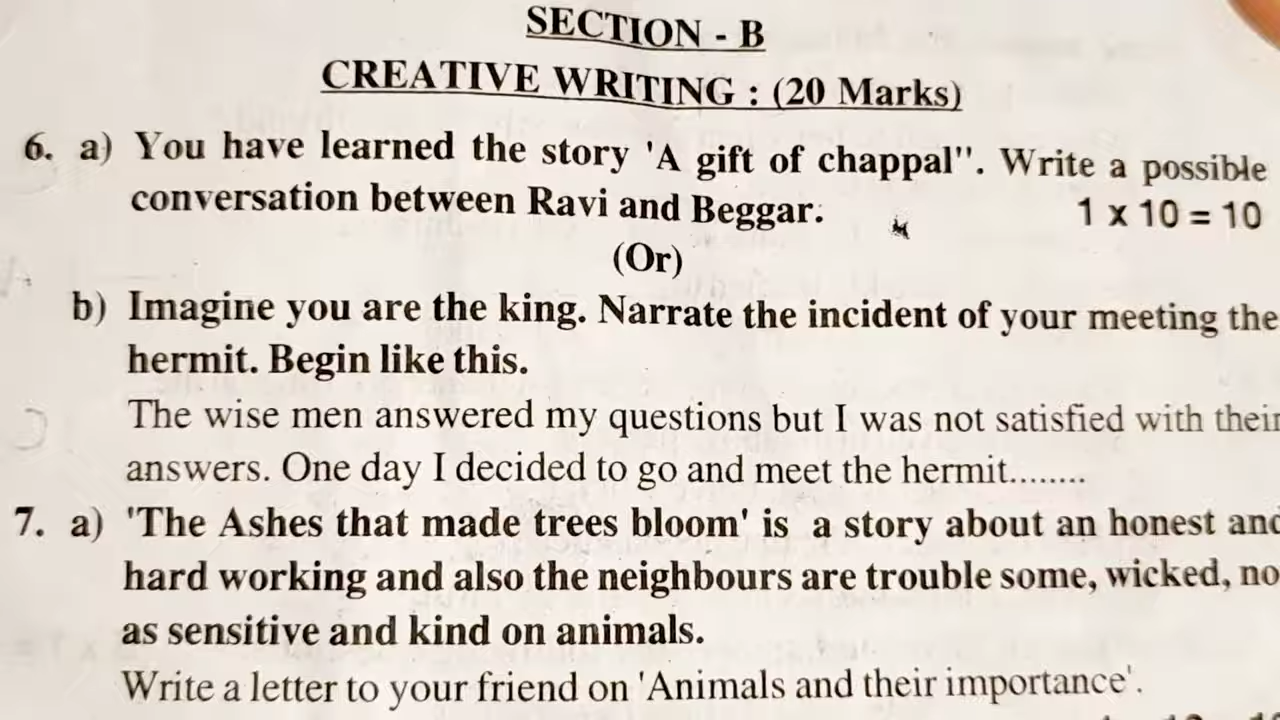 SECTION - B
CREATIVE WRITING : (20 Marks)
6. a) You have learned the story 'A gift of chappal". Write a possible
conversation between Ravi and Beggar. 1 x 10 = 10
(Or)
b) Imagine you are the king. Narrate the incident of your meeting the
hermit. Begin like this.
The wise men answered my questions but I was not satisfied with their
answers. One day I decided to go and meet the hermit........
7. a) 'The Ashes that made trees bloom' is a story about an honest and
hard working and also the neighbours are trouble some, wicked, no
as sensitive and kind on animals.
Write a letter to your friend on 'Animals and their importance'.